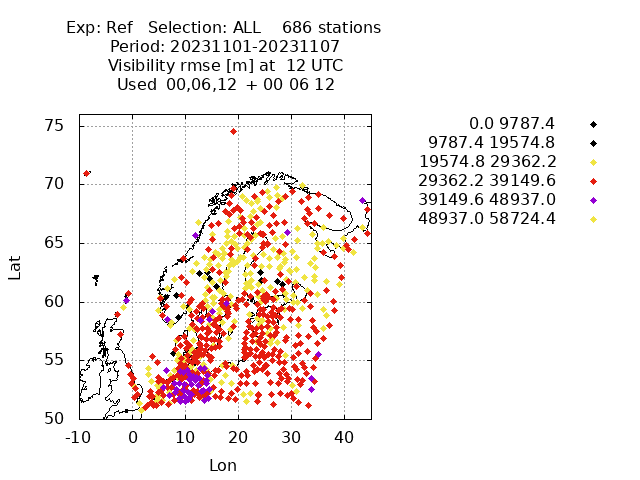 Exp: Ref   Selection: ALL    686 stations
Period: 20231101-20231107
Visibility rmse [m] at  12 UTC
Used  00,06,12  + 00 06 12
0.0 9787.4
9787.4 19574.8
19574.8 29362.2
29362.2 39149.6
39149.6 48937.0
48937.0 58724.4
75
70
65
60
55
50
Lat
-10 0 10 20 30 40
Lon